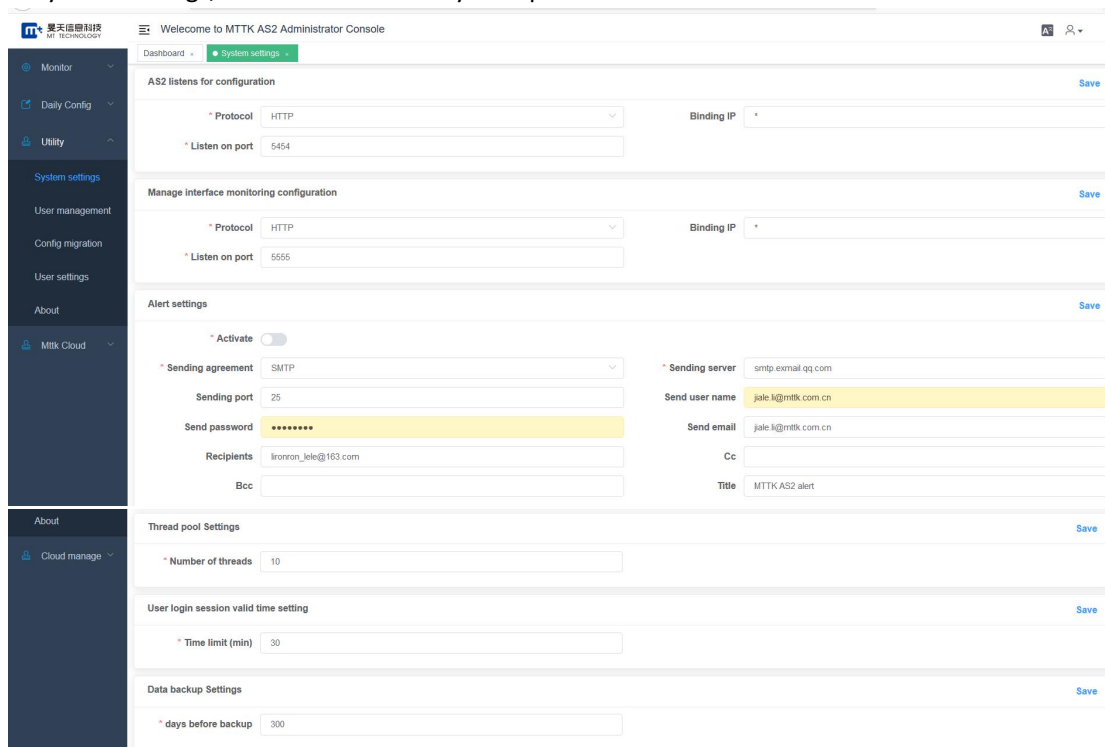 旻天信息科技
MT TECHNOLOGY
Welcome to MTTK AS2 Administrator Console
Dashboard
System settings
Monitor
Daily Config
Utility
System settings
User management
Config migration
User settings
About
Mttk Cloud
AS2 listens for configuration
Save
* Protocol HTTP
Binding IP *
* Listen on port 5454
Manage interface monitoring configuration
Save
* Protocol HTTP
Binding IP *
* Listen on port 5555
Alert settings
Save
* Activate
* Sending agreement SMTP
* Sending server smtp.exmail.qq.com
Sending port 25
Send user name jiale.li@mttk.com.cn
Send password ●●●●●●●●
Send email jiale.li@mttk.com.cn
Recipients lironron_lele@163.com
Cc
Bcc
Title MTTK AS2 alert
About
Cloud manage
Thread pool Settings
Save
* Number of threads 10
User login session valid time setting
Save
* Time limit (min) 30
Data backup Settings
Save
* days before backup 300